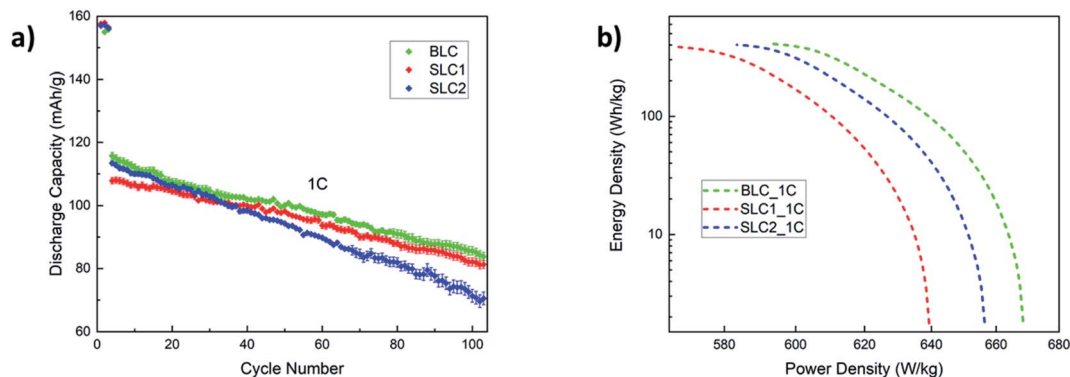 a)
160
140
120
100
80
60
0
20
40
60
80
100
Discharge Capacity (mAh/g)
Cycle Number
BLC
SLC1
SLC2
1C
b)
100
10
580
600
620
640
660
680
Energy Density (Wh/kg)
Power Density (W/kg)
BLC_1C
SLC1_1C
SLC2_1C